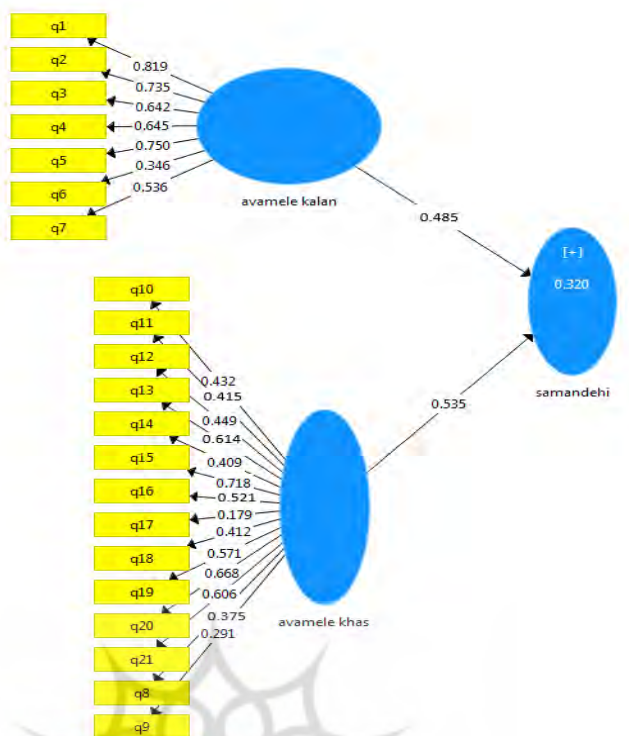 q1
q2
q3
q4
q5
q6
q7
0.819
0.735
0.642
0.645
0.750
0.346
0.536
avamele kalan
0.485
[+]
0.320
samandehi
0.535
q10
q11
q12
q13
q14
q15
q16
q17
q18
q19
q20
q21
q8
q9
0.432
0.415
0.449
0.614
0.409
0.718
0.521
0.179
0.412
0.571
0.668
0.606
0.375
0.291
avamele khas